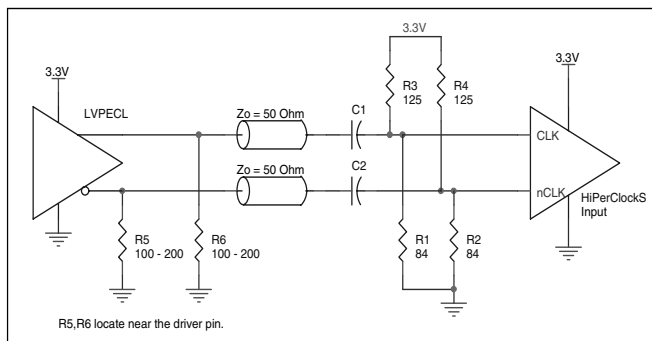 3.3V
3.3V
3.3V
LVPECL
Zo = 50 Ohm
C1
R3
125
R4
125
CLK
Zo = 50 Ohm
C2
nCLK
HiPerClockS
Input
R5
100 - 200
R6
100 - 200
R1
84
R2
84
R5,R6 locate near the driver pin.